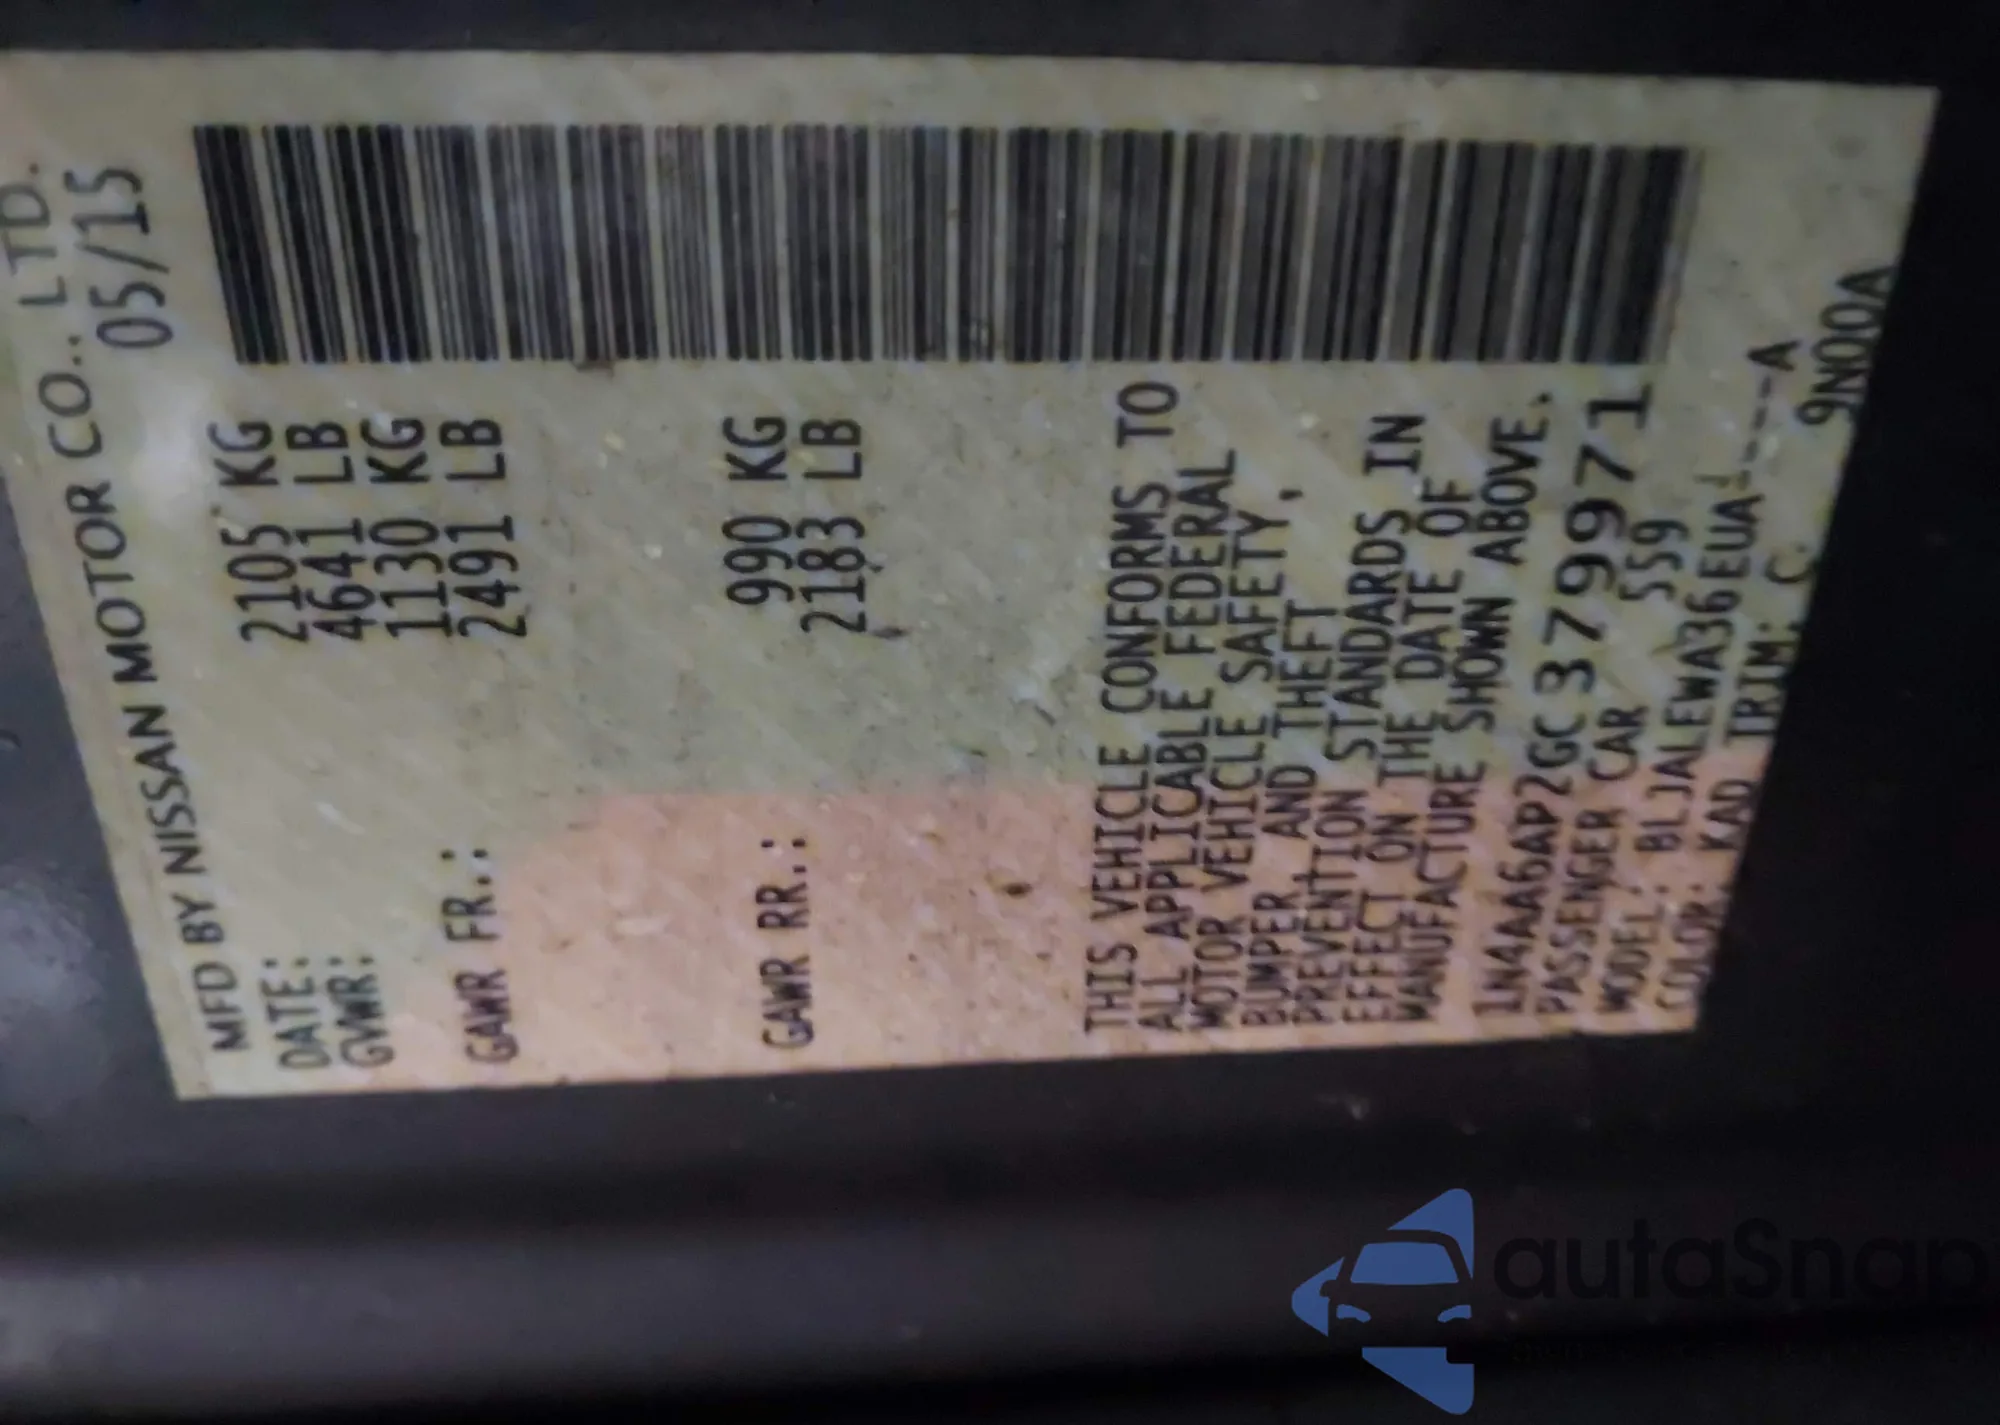 MFD BY NISSAN MOTOR CO., LTD.
DATE: 05/15
GVWR: 2105 KG
4641 LB
GAWR FR.: 1130 KG
2491 LB
GAWR RR.: 990 KG
2183 LB
THIS VEHICLE CONFORMS TO
ALL APPLICABLE FEDERAL
MOTOR VEHICLE SAFETY,
BUMPER, AND THEFT
PREVENTION STANDARDS IN
EFFECT ON THE DATE OF
MANUFACTURE SHOWN ABOVE.
1N4AA6AP2GC379971
PASSENGER CAR 559
MODEL: BLJALEWA36EUA-----A
COLOR: KAD TRIM: C 9N00A
autaSnap